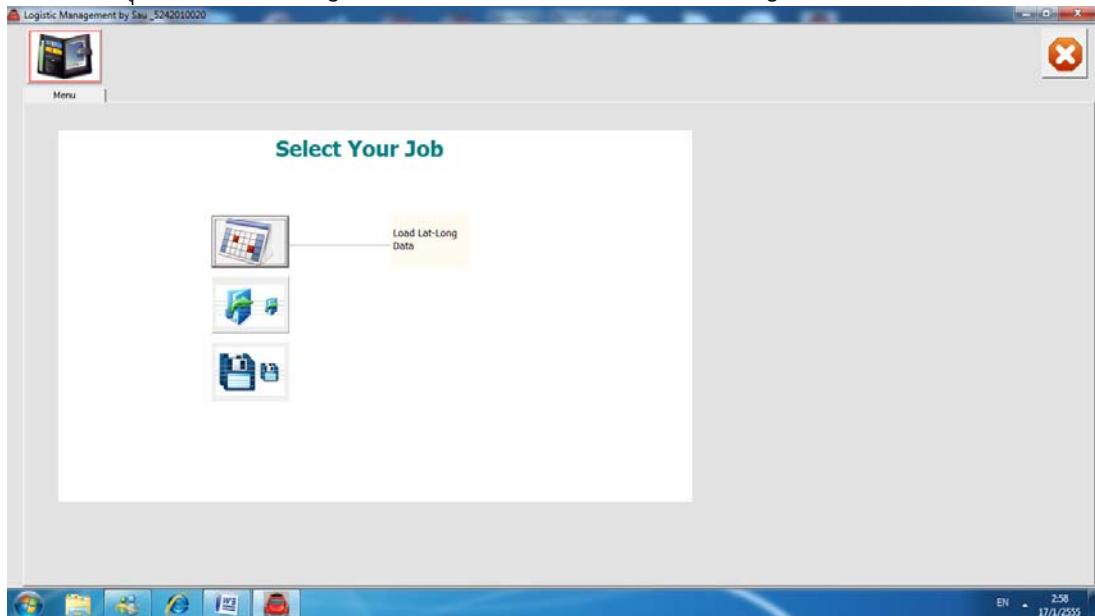 Logistic Management by Sau _5242010020
Menu
Select Your Job
Load Lat-Long
Data
EN
2:58
17/1/2555